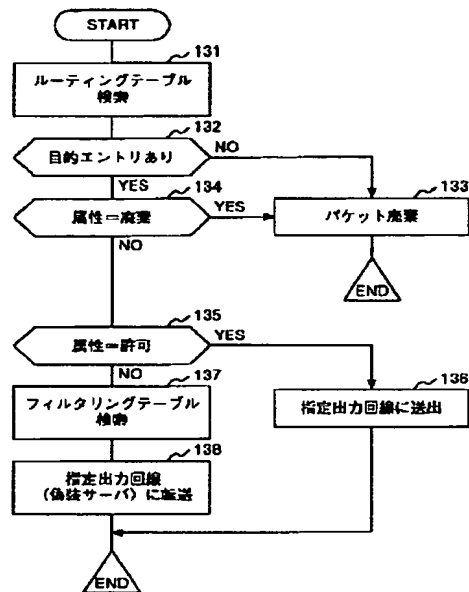 START
131
ルーティングテーブル
検索
132
目的エントリあり
NO
YES
133
パケット廃棄
134
属性=廃棄
YES
NO
END
135
属性=許可
YES
NO
136
指定出力回線に送出
137
フィルタリングテーブル
検索
138
指定出力回線
(偽装サーバ)に転送
END